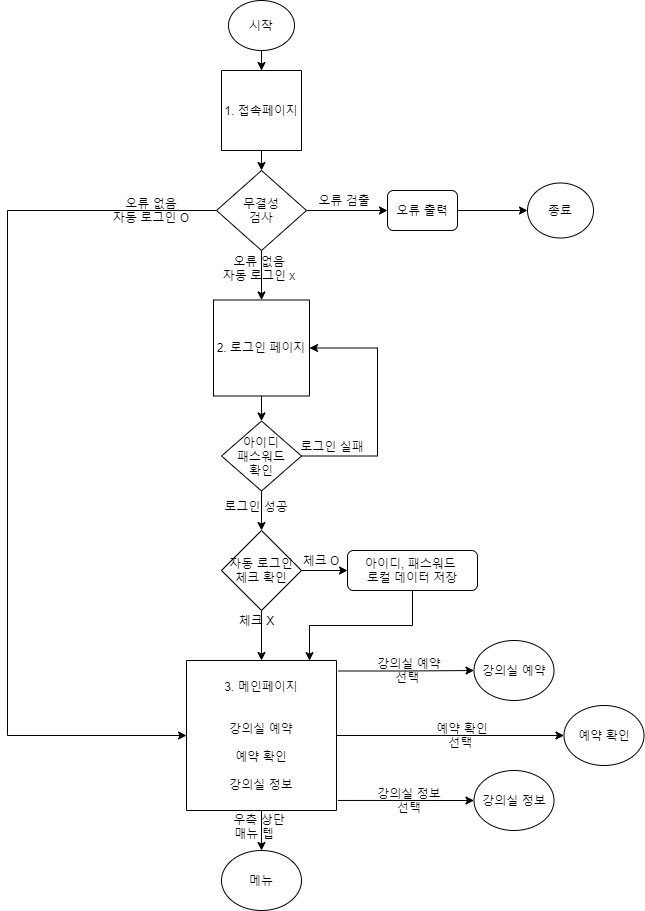 시작
1. 접속페이지
무결성
검사
오류 검출
오류 출력
종료
오류 없음
자동 로그인 O
오류 없음
자동 로그인 x
2. 로그인 페이지
아이디
패스워드
확인
로그인 실패
로그인 성공
자동 로그인
체크 확인
체크 O
아이디, 패스워드
로컬 데이터 저장
체크 X
3. 메인페이지
강의실 예약
예약 확인
강의실 정보
강의실 예약
선택
강의실 예약
예약 확인
선택
예약 확인
강의실 정보
선택
강의실 정보
우측 상단
매뉴 텝
메뉴